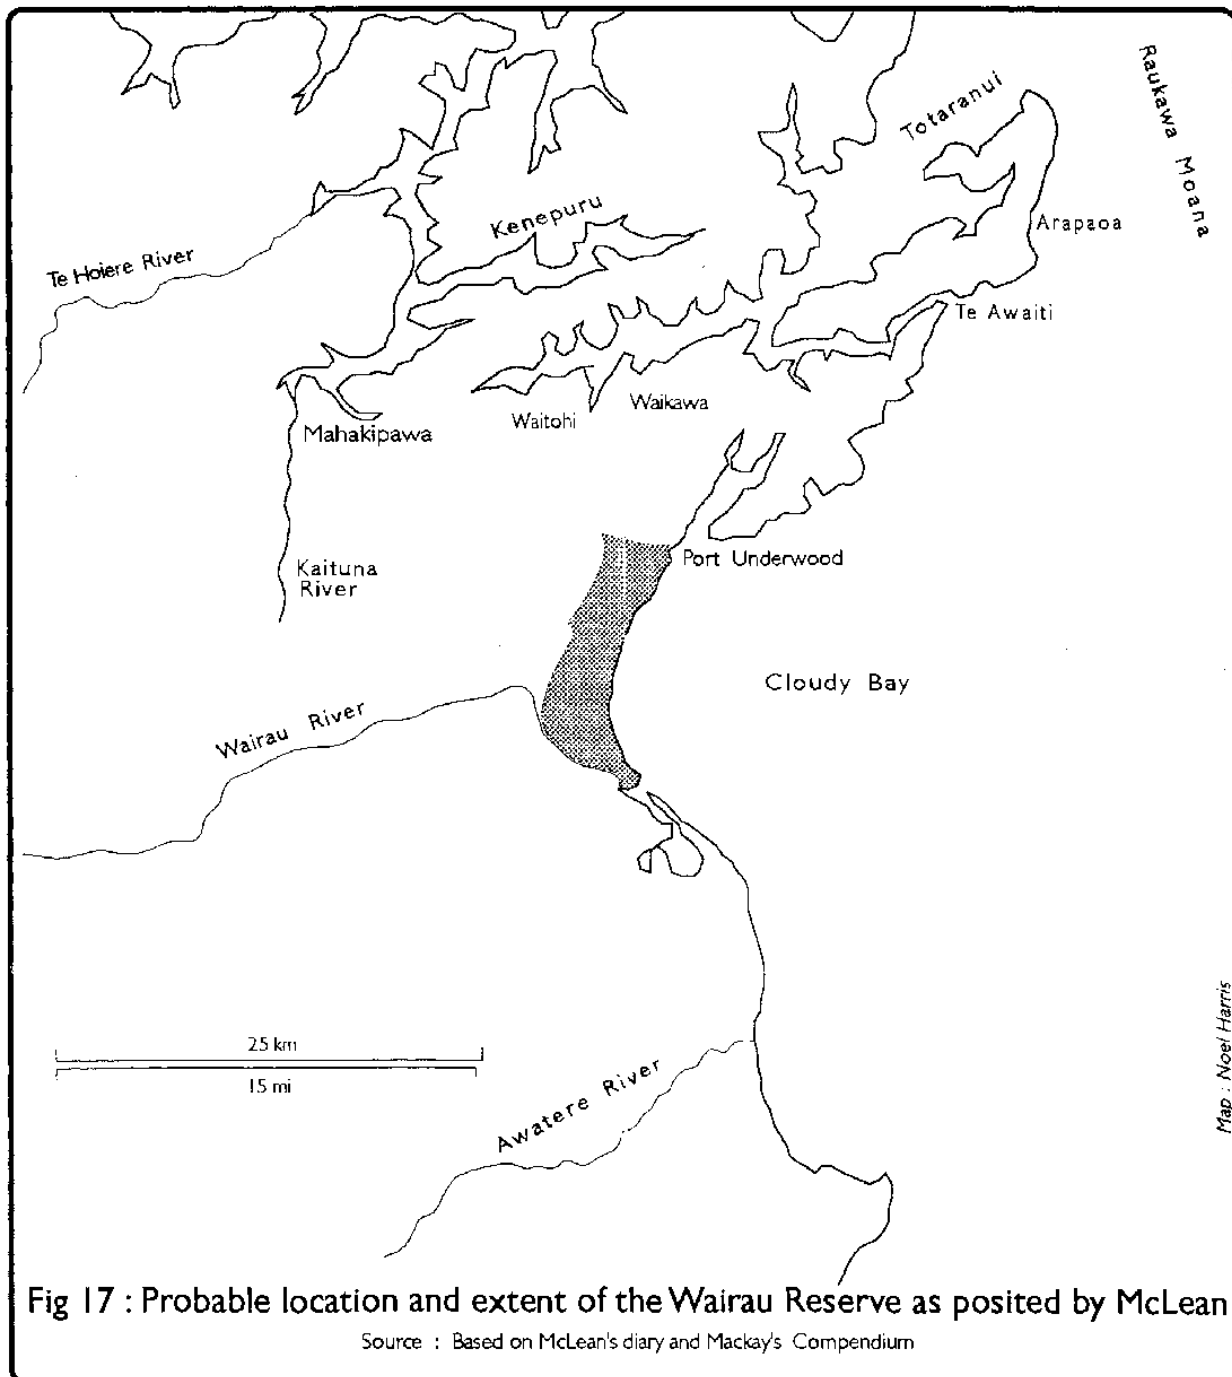 Raukawa Moana
Totaranui
Kenepuru
Arapaoa
Te Hoiere River
Te Awaiti
Waikawa
Waitohi
Mahakipawa
Port Underwood
Kaituna
River
Cloudy Bay
Wairau River
25 km
15 mi
Awatere River
Map : Noel Harris
Fig 17 : Probable location and extent of the Wairau Reserve as posited by McLean
Source : Based on McLean's diary and Mackay's Compendium